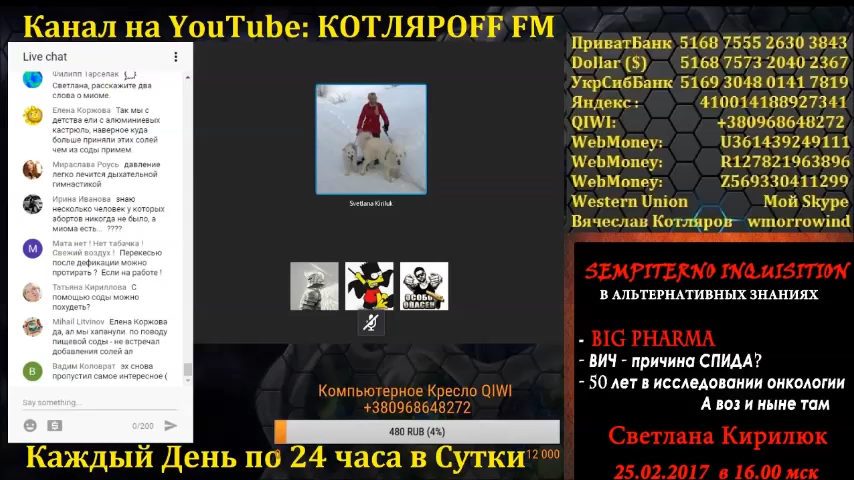 Канал на YouTube: КОТЛЯРОFF FM
Live chat
Филипп Тарселак
Светлана, расскажите два
слова о миоме.
Елена Коржова Так мы с
детства ели с алюминиевых
кастрюль, наверное куда
больше приняли этих солей
чем из соды примем.
Мираслава Роусь давление
легко лечится дыхательной
гимнастикой
Ирина Иванова знаю
несколько человек у которых
абортов никогда не было, а
миома есть... ????
Мата нет ! Нет табачка !
Свежий воздух ! Перекесью
после дефикации можно
протирать ? Если на работе !
Татьяна Кириллова С
помощью соды можно
похудеть?
Mihail Litvinov Елена Коржова
да, ал мы хапанули. по поводу
пищевой соды - не встречал
добавления солей ал
Вадим Коловрат эх снова
пропустил самое интересное (
Say something...
0/200
Svetlana Kiriluk
ОСОБО
ОПАСЕН
Компьютерное Кресло QIWI
+380968648272
480 RUB (4%)
0
12 000
Каждый День по 24 часа в Сутки
ПриватБанк 5168 7555 2630 3843
Dollar ($) 5168 7573 2040 2367
УкрСибБанк 5169 3048 0141 7819
Яндекс : 410014188927341
QIWI: +380968648272
WebMoney: U361439249111
WebMoney: R127821963896
WebMoney: Z569330411299
Western Union Мой Skype
Вячеслав Котляров wmorrowind
SEMPITERNO INQUISITION
В АЛЬТЕРНАТИВНЫХ ЗНАНИЯХ
- BIG PHARMA
- ВИЧ - причина СПИДА?
- 50 лет в исследовании онкологии
А воз и ныне там
Светлана Кирилюк
25.02.2017 в 16.00 мск